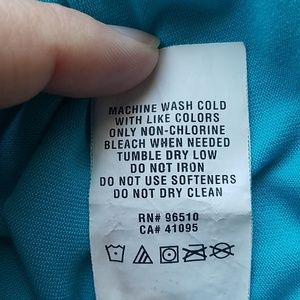 MACHINE WASH COLD
WITH LIKE COLORS
ONLY NON-CHLORINE
BLEACH WHEN NEEDED
TUMBLE DRY LOW
DO NOT IRON
DO NOT USE SOFTENERS
DO NOT DRY CLEAN
RN# 96510
CA# 41095